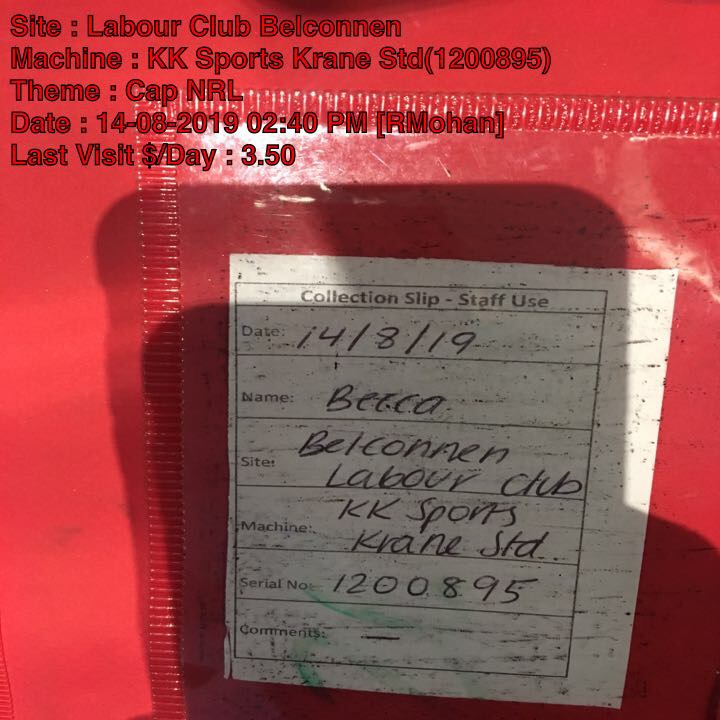 Site : Labour Club Belconnen
Machine : KK Sports Krane Std(1200895)
Theme : Cap NRL
Date : 14-08-2019 02:40 PM [RMohan]
Last Visit $/Day : 3.50
Collection Slip - Staff Use
Date: 14/8/19
Name: Becca
Site: Belconnen
Labour Club
Machine: KK Sports
Krane Std
Serial No: 1200895
Comments: —